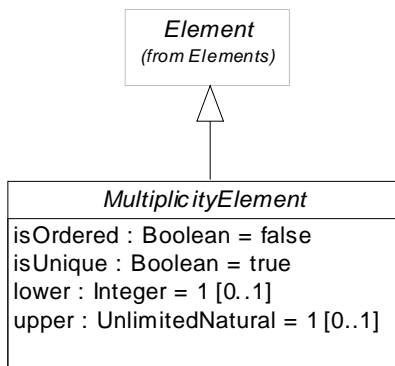 Element
(from Elements)
MultiplicityElement
isOrdered : Boolean = false
isUnique : Boolean = true
lower : Integer = 1 [0..1]
upper : UnlimitedNatural = 1 [0..1]